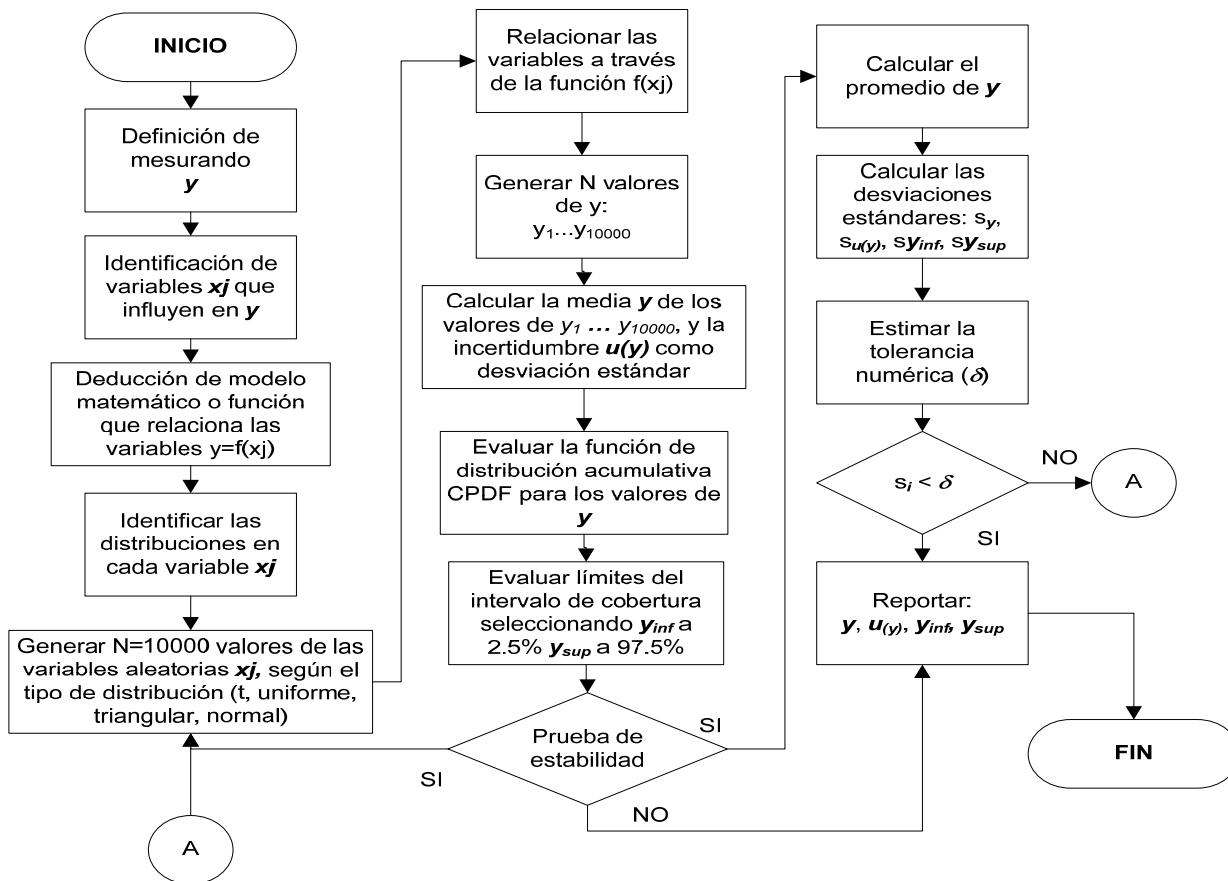 INICIO
Definición de
mesurando
y
Identificación de
variables xj que
influyen en y
Deducción de modelo
matemático o función
que relaciona las
variables y=f(xj)
Identificar las
distribuciones en
cada variable xj
Generar N=10000 valores de las
variables aleatorias xj, según el
tipo de distribución (t, uniforme,
triangular, normal)
A
Relacionar las
variables a través
de la función f(xj)
Generar N valores
de y:
y1...y10000
Calcular la media y de los
valores de y1 ... y10000, y la
incertidumbre u(y) como
desviación estándar
Evaluar la función de
distribución acumulativa
CPDF para los valores de
y
Evaluar límites del
intervalo de cobertura
seleccionando yinf a
2.5% ysup a 97.5%
Prueba de
estabilidad
SI
SI
NO
Calcular el
promedio de y
Calcular las
desviaciones
estándares: sy,
su(y), syinf, sysup
Estimar la
tolerancia
numérica (δ)
si < δ
NO
A
SI
Reportar:
y, u(y), yinf, ysup
FIN